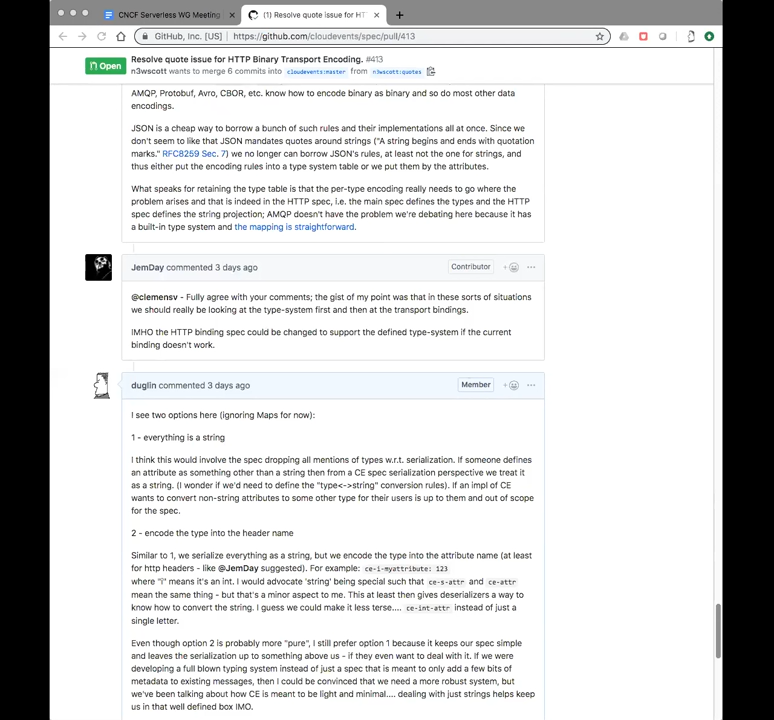 CNCF Serverless WG Meeting
(1) Resolve quote issue for HT
GitHub, Inc. [US] | https://github.com/cloudevents/spec/pull/413
Open
Resolve quote issue for HTTP Binary Transport Encoding. #413
n3wscott wants to merge 6 commits into cloudevents:master from n3wscott:quotes
AMQP, Protobuf, Avro, CBOR, etc. know how to encode binary as binary and so do most other data
encodings.
JSON is a cheap way to borrow a bunch of such rules and their implementations all at once. Since we
don't seem to like that JSON mandates quotes around strings ("A string begins and ends with quotation
marks." RFC8259 Sec. 7) we no longer can borrow JSON's rules, at least not the one for strings, and
thus either put the encoding rules into a type system table or we put them by the attributes.
What speaks for retaining the type table is that the per-type encoding really needs to go where the
problem arises and that is indeed in the HTTP spec, i.e. the main spec defines the types and the HTTP
spec defines the string projection; AMQP doesn't have the problem we're debating here because it has
a built-in type system and the mapping is straightforward.
JemDay commented 3 days ago
Contributor
@clemensv - Fully agree with your comments; the gist of my point was that in these sorts of situations
we should really be looking at the type-system first and then at the transport bindings.
IMHO the HTTP binding spec could be changed to support the defined type-system if the current
binding doesn't work.
duglin commented 3 days ago
Member
I see two options here (ignoring Maps for now):
1 - everything is a string
I think this would involve the spec dropping all mentions of types w.r.t. serialization. If someone defines
an attribute as something other than a string then from a CE spec serialization perspective we treat it
as a string. (I wonder if we'd need to define the "type<->string" conversion rules). If an impl of CE
wants to convert non-string attributes to some other type for their users is up to them and out of scope
for the spec.
2 - encode the type into the header name
Similar to 1, we serialize everything as a string, but we encode the type into the attribute name (at least
for http headers - like @JemDay suggested). For example: ce-i-myattribute: 123
where "i" means it's an int. I would advocate 'string' being special such that ce-s-attr and ce-attr
mean the same thing - but that's a minor aspect to me. This at least then gives deserializers a way to
know how to convert the string. I guess we could make it less terse.... ce-int-attr instead of just a
single letter.
Even though option 2 is probably more "pure", I still prefer option 1 because it keeps our spec simple
and leaves the serialization up to something above us - if they even want to deal with it. If we were
developing a full blown typing system instead of just a spec that is meant to only add a few bits of
metadata to existing messages, then I could be convinced that we need a more robust system, but
we've been talking about how CE is meant to be light and minimal.... dealing with just strings helps keep
us in that well defined box IMO.